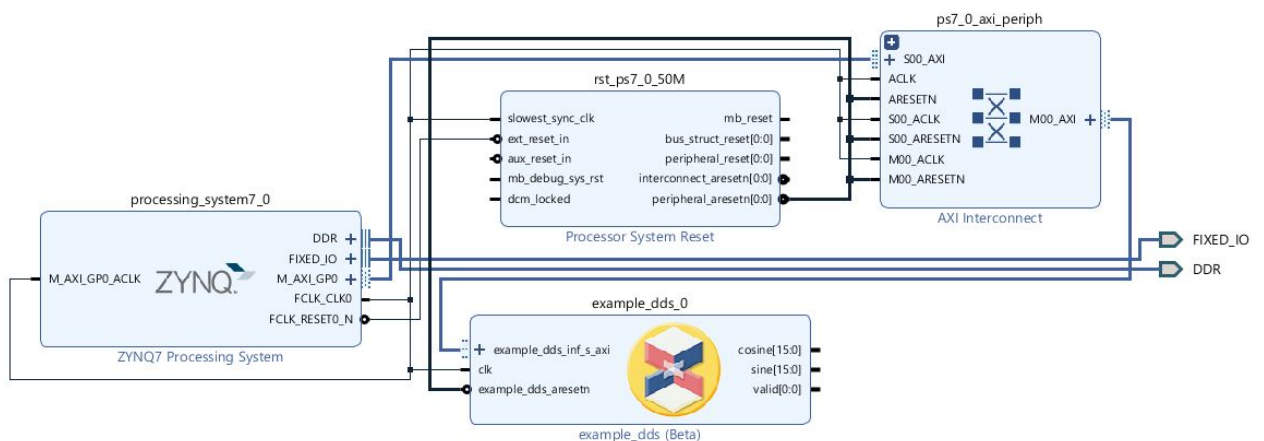 ps7_0_axi_periph
S00_AXI
ACLK
ARESETN
S00_ACLK
S00_ARESETN
M00_ACLK
M00_ARESETN
M00_AXI
AXI Interconnect
rst_ps7_0_50M
slowest_sync_clk
ext_reset_in
aux_reset_in
mb_debug_sys_rst
dcm_locked
mb_reset
bus_struct_reset[0:0]
peripheral_reset[0:0]
interconnect_aresetn[0:0]
peripheral_aresetn[0:0]
Processor System Reset
processing_system7_0
M_AXI_GP0_ACLK
ZYNQ
DDR
FIXED_IO
M_AXI_GP0
FCLK_CLK0
FCLK_RESET0_N
ZYNQ7 Processing System
FIXED_IO
DDR
example_dds_0
example_dds_inf_s_axi
clk
example_dds_aresetn
cosine[15:0]
sine[15:0]
valid[0:0]
example_dds (Beta)